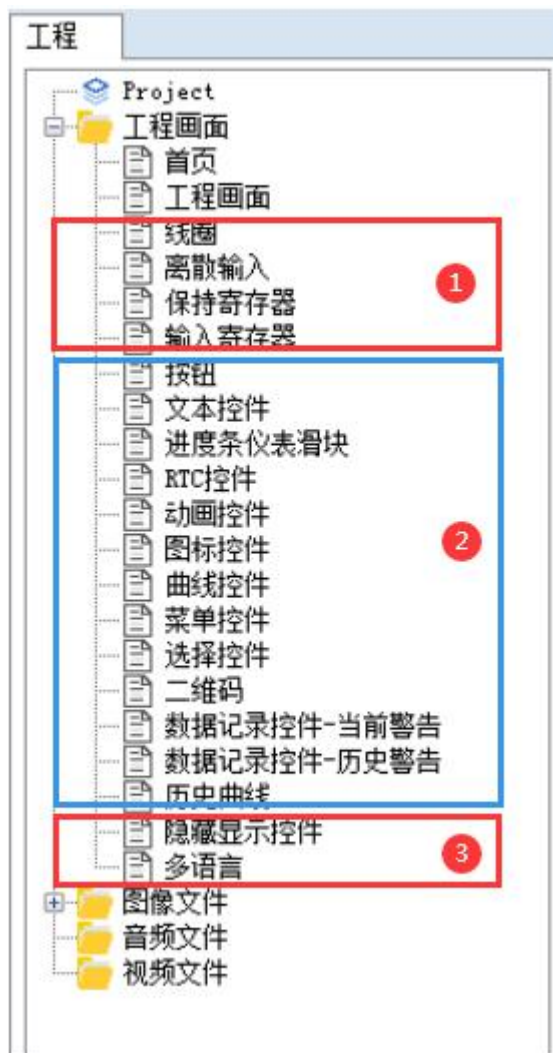 工程
Project
工程画面
首页
工程画面
线圈
离散输入
1
保持寄存器
输入寄存器
按钮
文本控件
进度条仪表滑块
RTC控件
动画控件
2
图标控件
曲线控件
菜单控件
选择控件
二维码
数据记录控件-当前警告
数据记录控件-历史警告
历史曲线
隐藏显示控件
3
多语言
图像文件
音频文件
视频文件